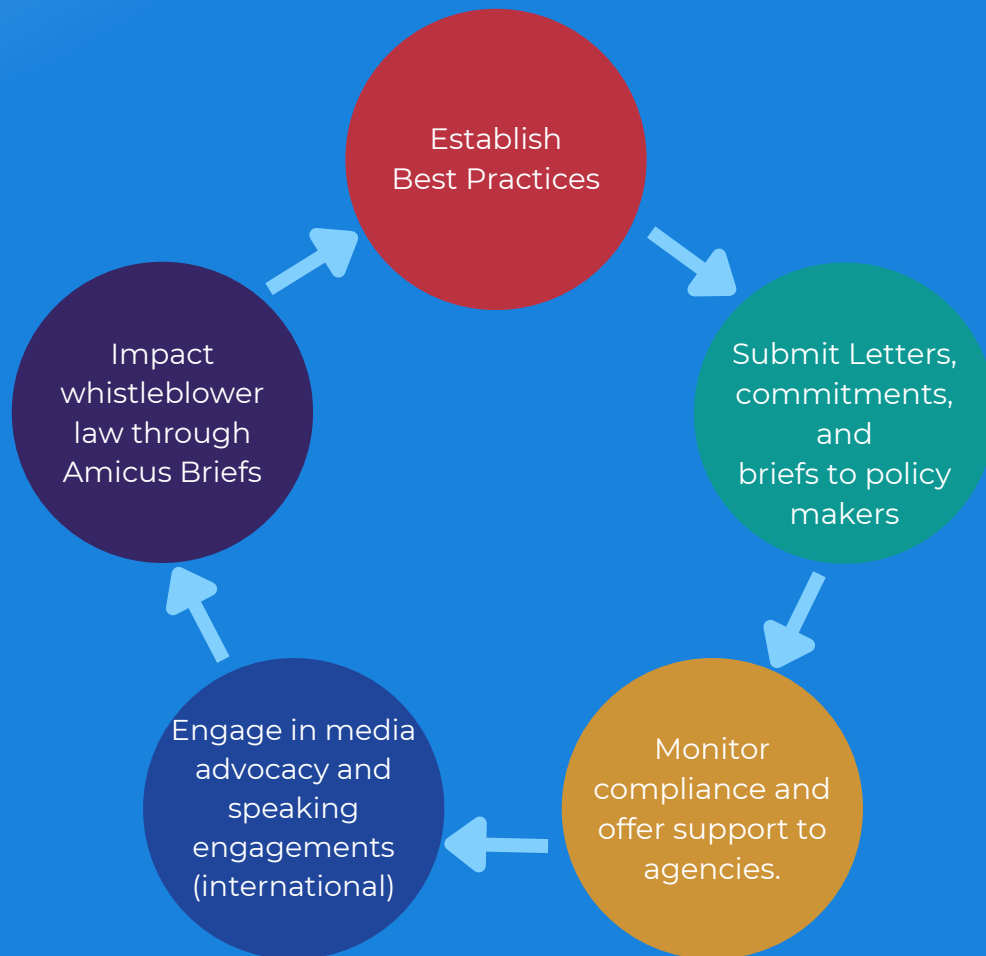 Establish
Best Practices
Submit Letters,
commitments,
and
briefs to policy
makers
Monitor
compliance and
offer support to
agencies.
Engage in media
advocacy and
speaking
engagements
(international)
Impact
whistleblower
law through
Amicus Briefs